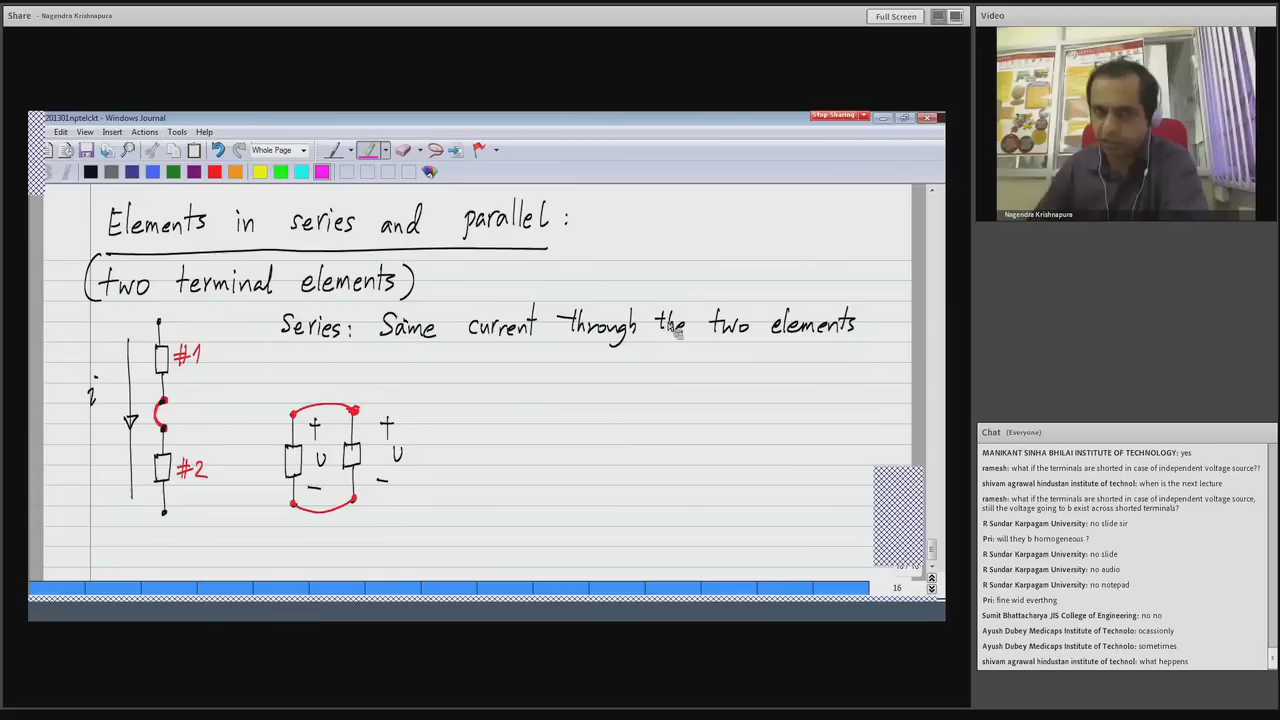 Share - Nagendra Krishnapura
Full Screen
Video
201301nptelckt - Windows Journal
Stop Sharing
Edit View Insert Actions Tools Help
Whole Page
Elements in series and parallel:
(two terminal elements)
Series: Same current through the two elements
#1
i
#2
+ +
υ υ
- -
16
Nagendra Krishnapura
Chat (Everyone)
MANIKANT SINHA BHILAI INSTITUTE OF TECHNOLOGY: yes
ramesh: what if the terminals are shorted in case of independent voltage source??
shivam agrawal hindustan institute of technol: when is the next lecture
ramesh: what if the terminals are shorted in case of independent voltage source,
still the voltage going to b exist across shorted terminals?
R Sundar Karpagam University: no slide sir
Pri: will they b homogeneous ?
R Sundar Karpagam University: no slide
R Sundar Karpagam University: no audio
R Sundar Karpagam University: no notepad
Pri: fine wid everthng
Sumit Bhattacharya JIS College of Engineering: no no
Ayush Dubey Medicaps Institute of Technolo: ocassionly
Ayush Dubey Medicaps Institute of Technolo: sometimes
shivam agrawal hindustan institute of technol: what happens